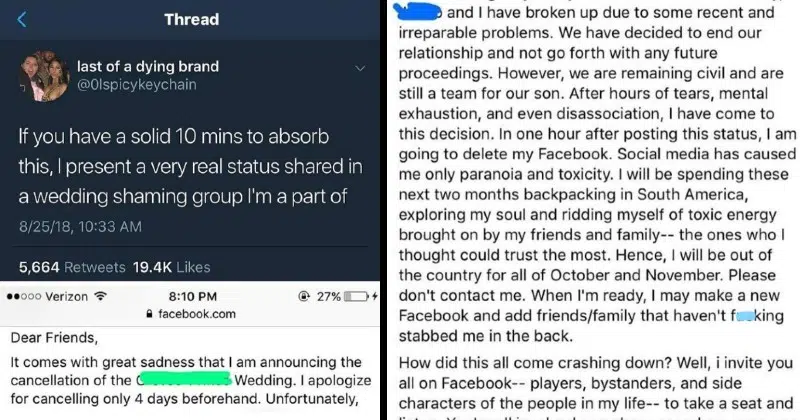 Thread
last of a dying brand
@0lspicykeychain
If you have a solid 10 mins to absorb
this, I present a very real status shared in
a wedding shaming group I'm a part of
8/25/18, 10:33 AM
5,664 Retweets 19.4K Likes
Verizon 8:10 PM 27%
facebook.com
Dear Friends,
It comes with great sadness that I am announcing the
cancellation of the Wedding. I apologize
for cancelling only 4 days beforehand. Unfortunately,
and I have broken up due to some recent and
irreparable problems. We have decided to end our
relationship and not go forth with any future
proceedings. However, we are remaining civil and are
still a team for our son. After hours of tears, mental
exhaustion, and even disassociation, I have come to
this decision. In one hour after posting this status, I am
going to delete my Facebook. Social media has caused
me only paranoia and toxicity. I will be spending these
next two months backpacking in South America,
exploring my soul and ridding myself of toxic energy
brought on by my friends and family-- the ones who I
thought could trust the most. Hence, I will be out of
the country for all of October and November. Please
don't contact me. When I'm ready, I may make a new
Facebook and add friends/family that haven't f king
stabbed me in the back.
How did this all come crashing down? Well, i invite you
all on Facebook-- players, bystanders, and side
characters of the people in my life-- to take a seat and